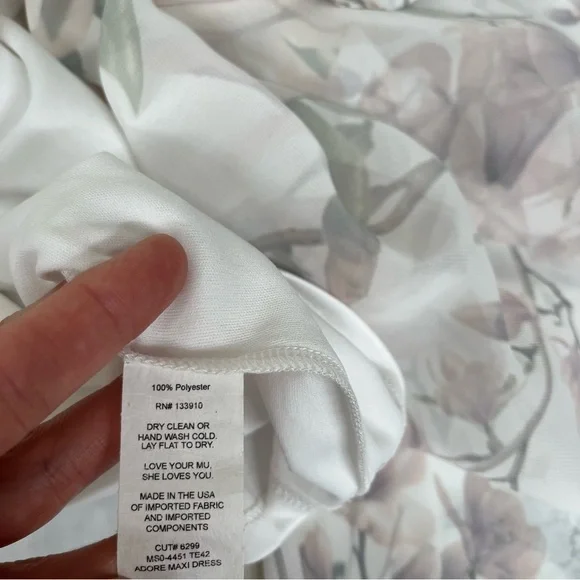 100% Polyester
RN# 133910
DRY CLEAN OR
HAND WASH COLD.
LAY FLAT TO DRY.
LOVE YOUR MU,
SHE LOVES YOU.
MADE IN THE USA
OF IMPORTED FABRIC
AND IMPORTED
COMPONENTS
CUT# 6299
MS0-4451 TE42
ADORE MAXI DRESS